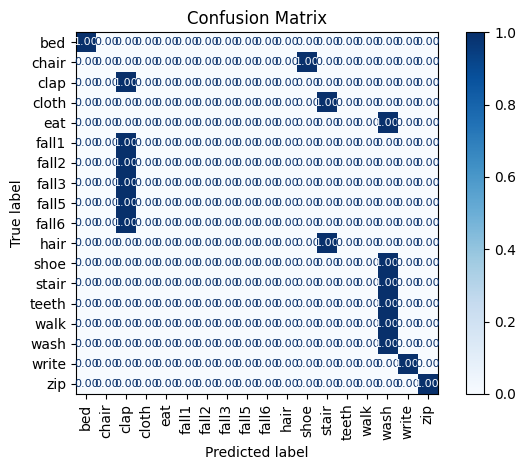 Confusion Matrix
bed 1.00 0.00 0.00 0.00 0.00 0.00 0.00 0.00 0.00 0.00 0.00 0.00 0.00 0.00 0.00 0.00 0.00 0.00
chair 0.00 0.00 0.00 0.00 0.00 0.00 0.00 0.00 0.00 0.00 0.00 1.00 0.00 0.00 0.00 0.00 0.00 0.00
clap 0.00 0.00 1.00 0.00 0.00 0.00 0.00 0.00 0.00 0.00 0.00 0.00 0.00 0.00 0.00 0.00 0.00 0.00
cloth 0.00 0.00 0.00 0.00 0.00 0.00 0.00 0.00 0.00 0.00 0.00 0.00 1.00 0.00 0.00 0.00 0.00 0.00
eat 0.00 0.00 0.00 0.00 0.00 0.00 0.00 0.00 0.00 0.00 0.00 0.00 0.00 0.00 0.00 1.00 0.00 0.00
fall1 0.00 0.00 1.00 0.00 0.00 0.00 0.00 0.00 0.00 0.00 0.00 0.00 0.00 0.00 0.00 0.00 0.00 0.00
fall2 0.00 0.00 1.00 0.00 0.00 0.00 0.00 0.00 0.00 0.00 0.00 0.00 0.00 0.00 0.00 0.00 0.00 0.00
fall3 0.00 0.00 1.00 0.00 0.00 0.00 0.00 0.00 0.00 0.00 0.00 0.00 0.00 0.00 0.00 0.00 0.00 0.00
fall5 0.00 0.00 1.00 0.00 0.00 0.00 0.00 0.00 0.00 0.00 0.00 0.00 0.00 0.00 0.00 0.00 0.00 0.00
fall6 0.00 0.00 1.00 0.00 0.00 0.00 0.00 0.00 0.00 0.00 0.00 0.00 0.00 0.00 0.00 0.00 0.00 0.00
hair 0.00 0.00 0.00 0.00 0.00 0.00 0.00 0.00 0.00 0.00 0.00 0.00 1.00 0.00 0.00 0.00 0.00 0.00
shoe 0.00 0.00 0.00 0.00 0.00 0.00 0.00 0.00 0.00 0.00 0.00 0.00 0.00 0.00 0.00 1.00 0.00 0.00
stair 0.00 0.00 0.00 0.00 0.00 0.00 0.00 0.00 0.00 0.00 0.00 0.00 0.00 0.00 0.00 1.00 0.00 0.00
teeth 0.00 0.00 0.00 0.00 0.00 0.00 0.00 0.00 0.00 0.00 0.00 0.00 0.00 0.00 0.00 1.00 0.00 0.00
walk 0.00 0.00 0.00 0.00 0.00 0.00 0.00 0.00 0.00 0.00 0.00 0.00 0.00 0.00 0.00 1.00 0.00 0.00
wash 0.00 0.00 0.00 0.00 0.00 0.00 0.00 0.00 0.00 0.00 0.00 0.00 0.00 0.00 0.00 1.00 0.00 0.00
write 0.00 0.00 0.00 0.00 0.00 0.00 0.00 0.00 0.00 0.00 0.00 0.00 0.00 0.00 0.00 0.00 1.00 0.00
zip 0.00 0.00 0.00 0.00 0.00 0.00 0.00 0.00 0.00 0.00 0.00 0.00 0.00 0.00 0.00 0.00 0.00 1.00
True label
bed chair clap cloth eat fall1 fall2 fall3 fall5 fall6 hair shoe stair teeth walk wash write zip
Predicted label
1.0
0.8
0.6
0.4
0.2
0.0